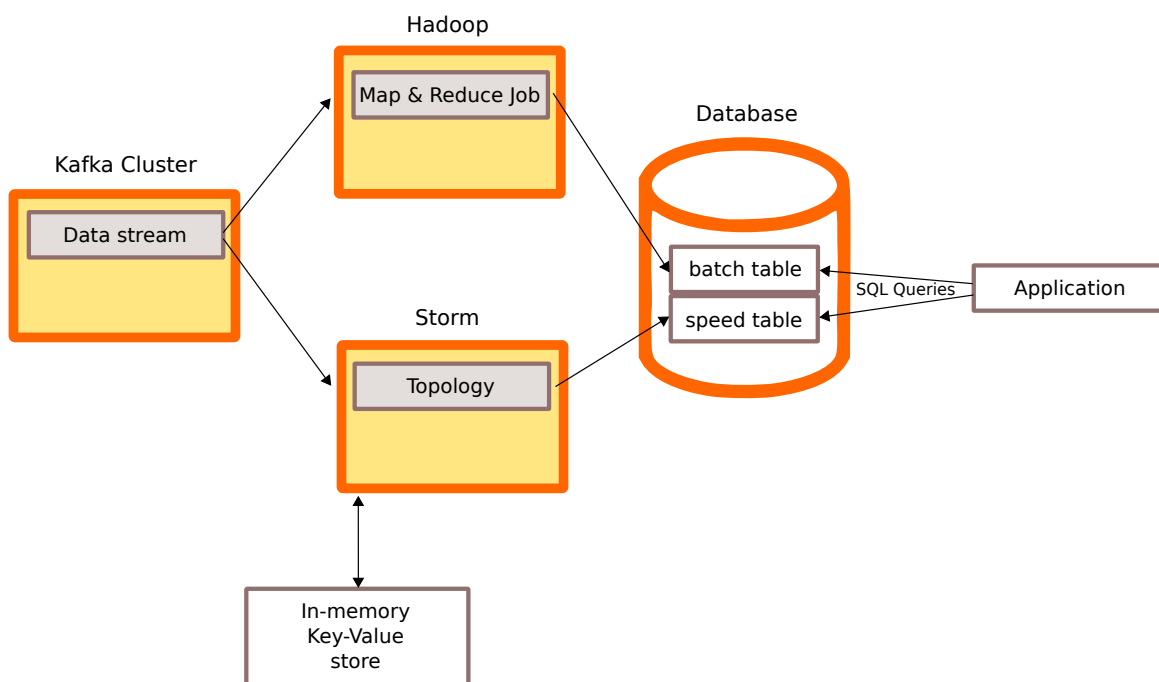 Hadoop
Map & Reduce Job
Database
Kafka Cluster
Data stream
batch table
SQL Queries
Application
speed table
Storm
Topology
In-memory
Key-Value
store